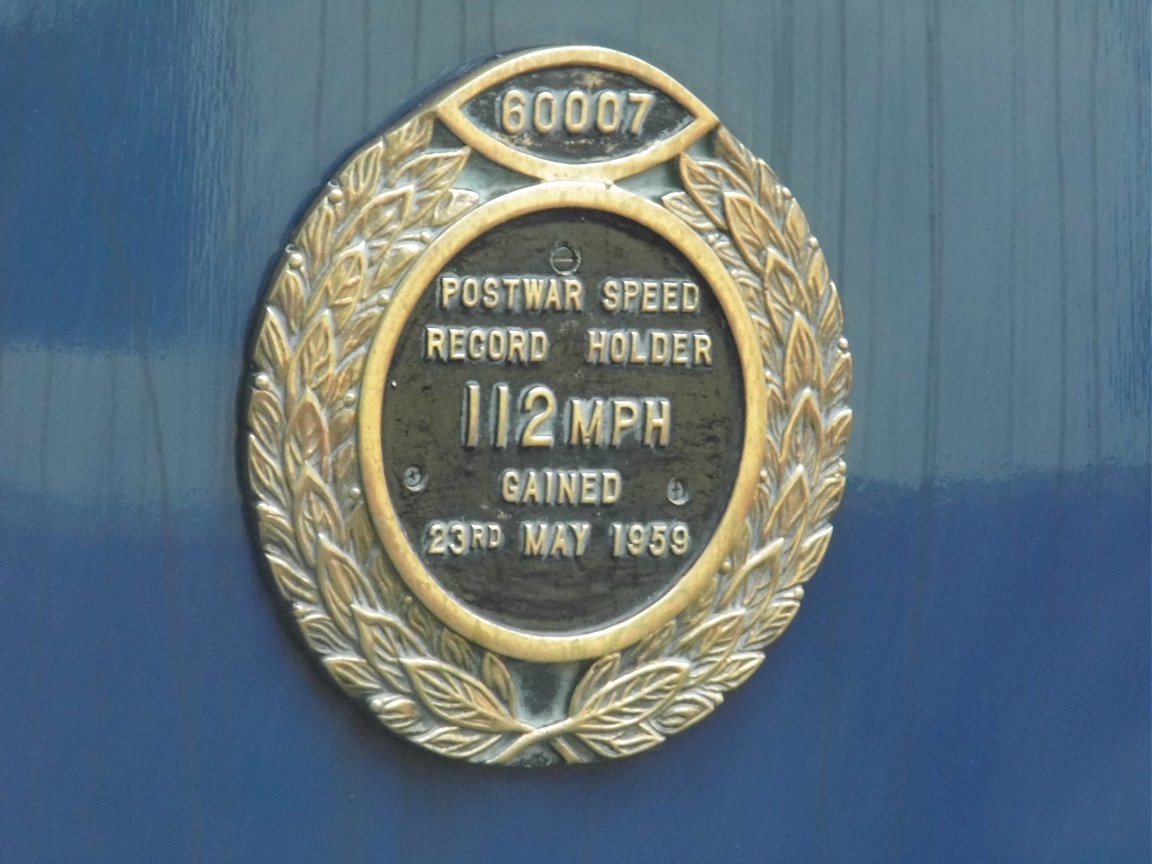 60007
POSTWAR SPEED
RECORD HOLDER
112 MPH
GAINED
23RD MAY 1959